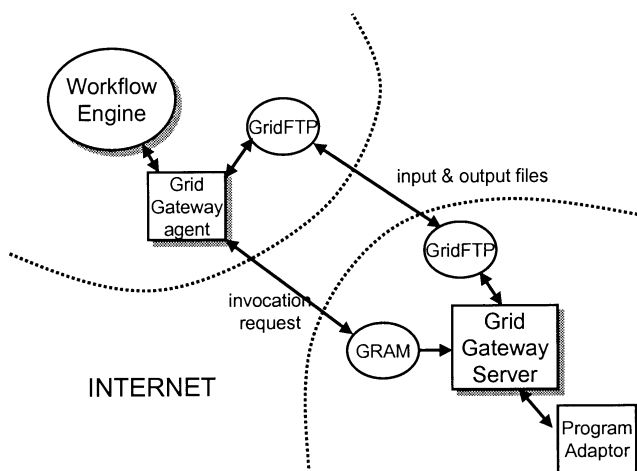 Workflow
Engine
GridFTP
Grid
Gateway
agent
input & output files
GridFTP
invocation
request
GRAM
Grid
Gateway
Server
INTERNET
Program
Adaptor